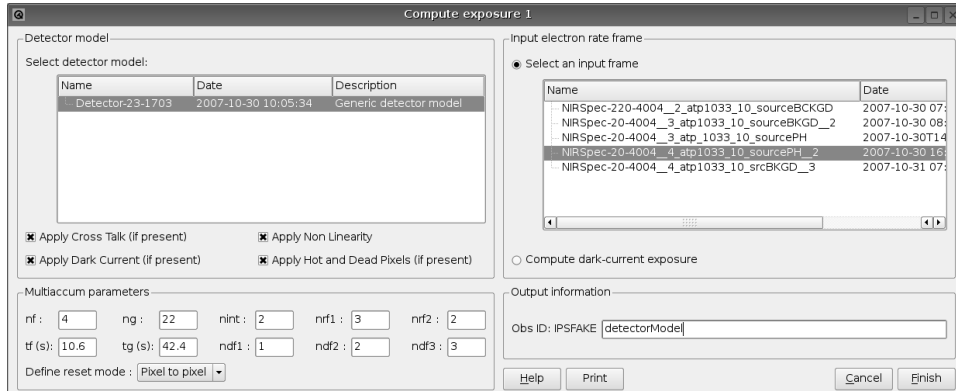 Compute exposure 1
Detector model
Select detector model:
Name Date Description
Detector-23-1703 2007-10-30 10:05:34 Generic detector model
Apply Cross Talk (if present) Apply Non Linearity
Apply Dark Current (if present) Apply Hot and Dead Pixels (if present)
Input electron rate frame
Select an input frame
Name Date
NIRSpec-220-4004__2_atp1033_10_sourceBCKGD 2007-10-30 07:
NIRSpec-20-4004__3_atp1033_10_sourceBKGD__2 2007-10-30 08:
NIRSpec-20-4004__3_atp_1033_10_sourcePH 2007-10-30T14
NIRSpec-20-4004__4_atp1033_10_sourcePH__2 2007-10-30 16:
NIRSpec-20-4004__4_atp1033_10_srcBKGD__3 2007-10-31 07:
Compute dark-current exposure
Multiaccum parameters
nf : 4 ng : 22 nint : 2 nrf1 : 3 nrf2 : 2
tf (s): 10.6 tg (s): 42.4 ndf1 : 1 ndf2 : 2 ndf3 : 3
Define reset mode : Pixel to pixel
Output information
Obs ID: IPSFAKE detectorModel
Help Print Cancel Finish